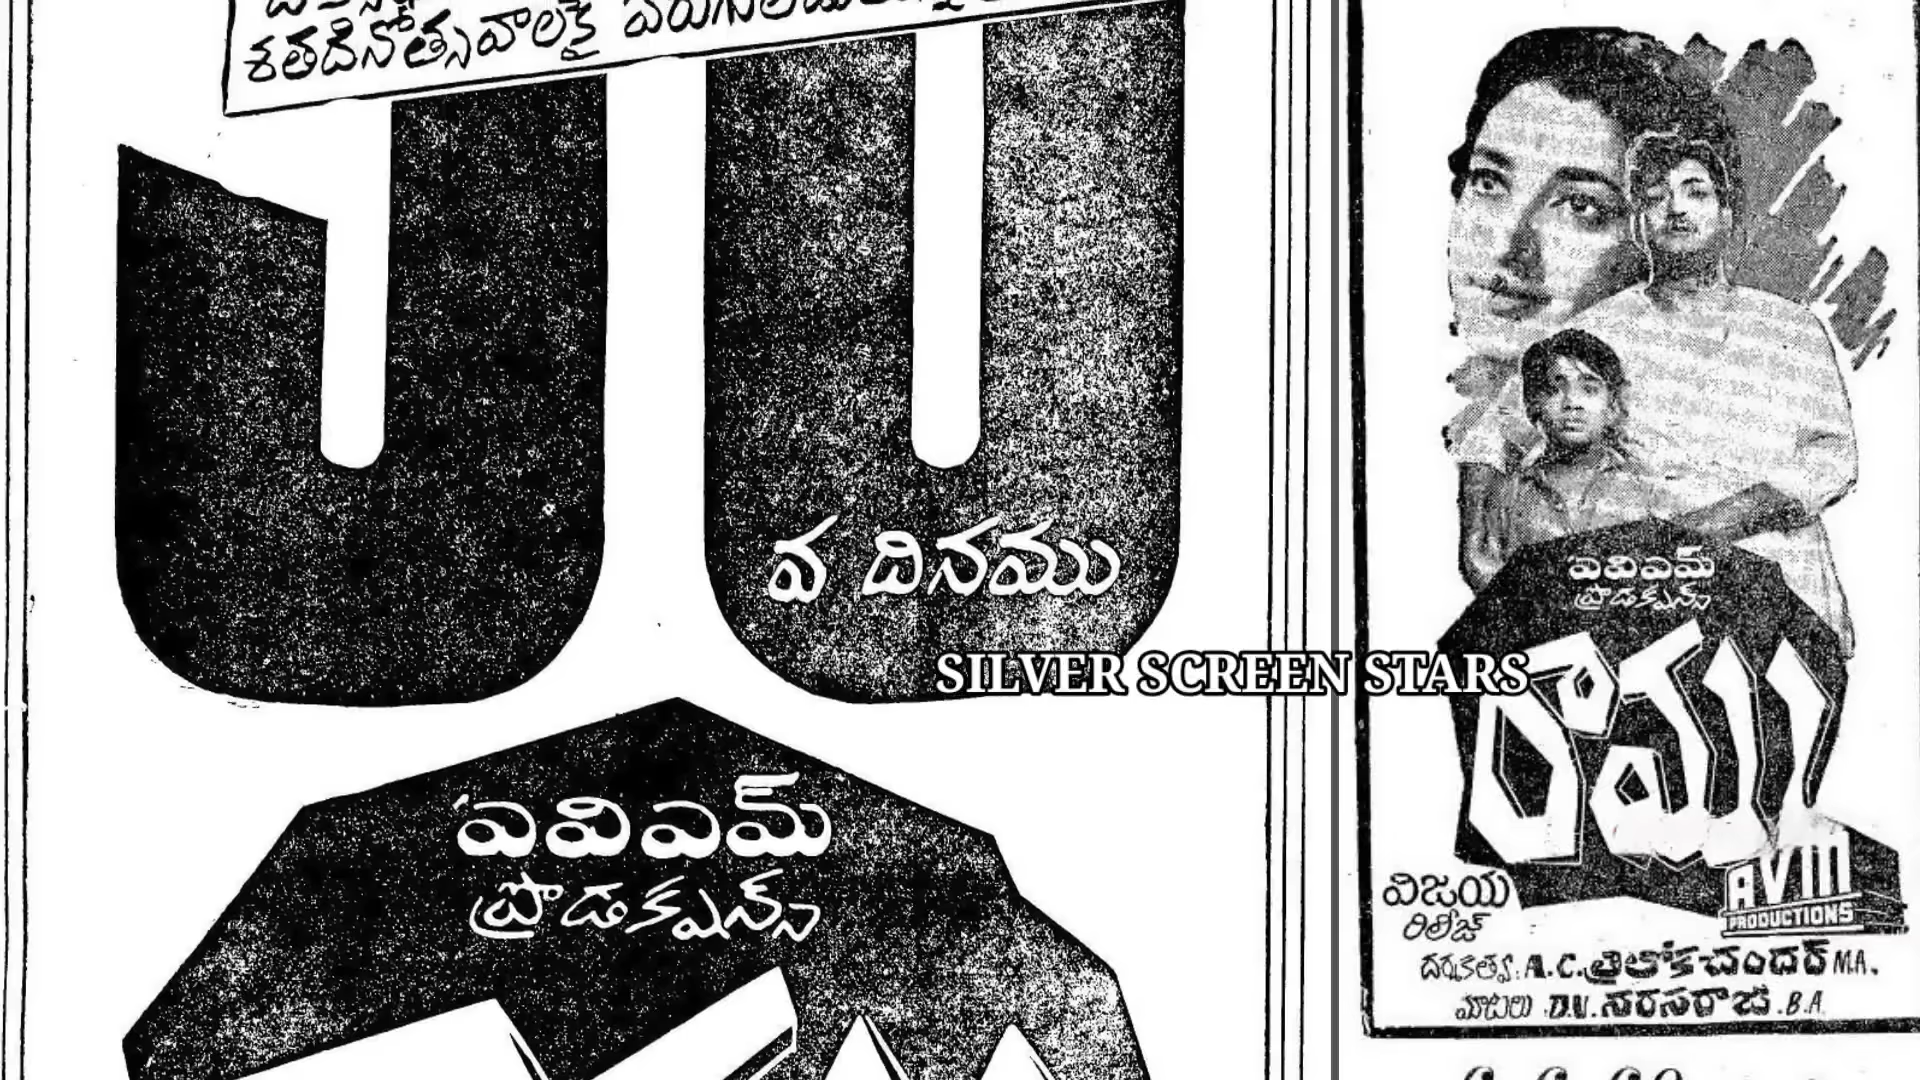 శతదినోత్సవాలకై
50
వ దినము
ఏవిఎమ్
ప్రొడక్షన్స్
SILVER SCREEN STARS
ఏవిఎమ్
ప్రొడక్షన్స్
రాము
AVM
PRODUCTIONS
విజయ
రిలీజ్
దర్శకత్వం: A.C. త్రిలోకచందర్ M.A.
మాటలు D.V. నరసరాజు .B.A.